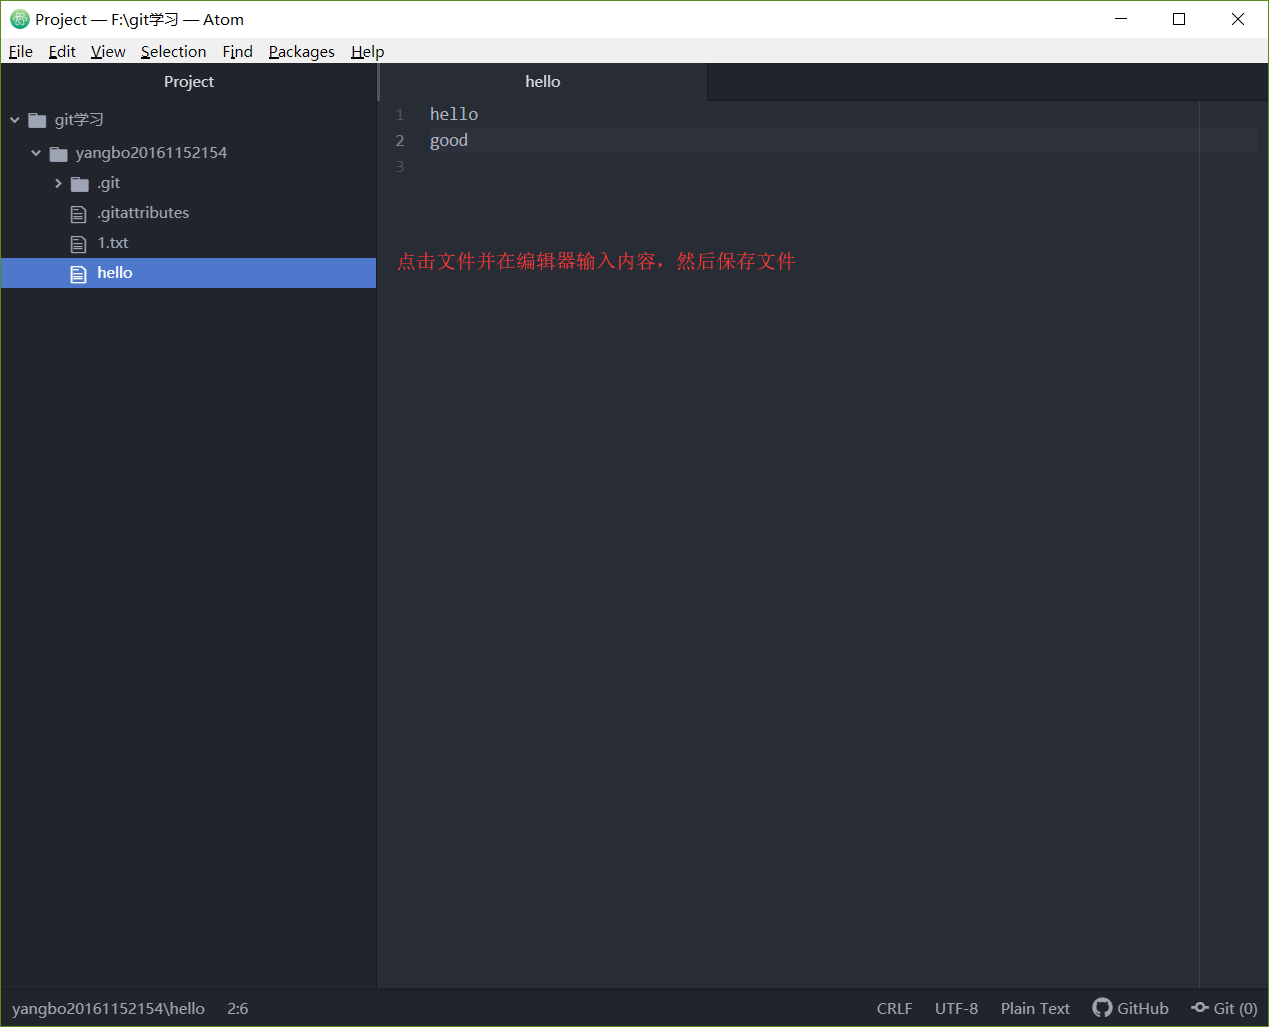 Project — F:\git学习 — Atom
File Edit View Selection Find Packages Help
Project
hello
git学习
yangbo20161152154
.git
.gitattributes
1.txt
hello
1 hello
2 good
3
点击文件并在编辑器输入内容，然后保存文件
yangbo20161152154\hello 2:6 CRLF UTF-8 Plain Text GitHub Git (0)